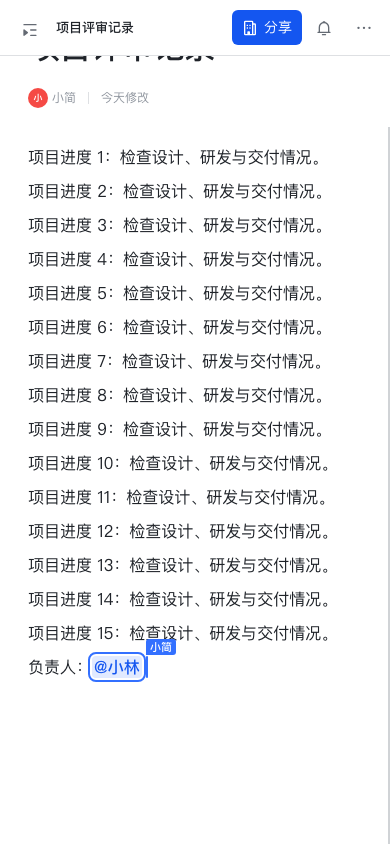 项目评审记录
分享
项目评审记录
小 小简 今天修改
项目进度 1：检查设计、研发与交付情况。
项目进度 2：检查设计、研发与交付情况。
项目进度 3：检查设计、研发与交付情况。
项目进度 4：检查设计、研发与交付情况。
项目进度 5：检查设计、研发与交付情况。
项目进度 6：检查设计、研发与交付情况。
项目进度 7：检查设计、研发与交付情况。
项目进度 8：检查设计、研发与交付情况。
项目进度 9：检查设计、研发与交付情况。
项目进度 10：检查设计、研发与交付情况。
项目进度 11：检查设计、研发与交付情况。
项目进度 12：检查设计、研发与交付情况。
项目进度 13：检查设计、研发与交付情况。
项目进度 14：检查设计、研发与交付情况。
项目进度 15：检查设计、研发与交付情况。
小简
负责人：@小林